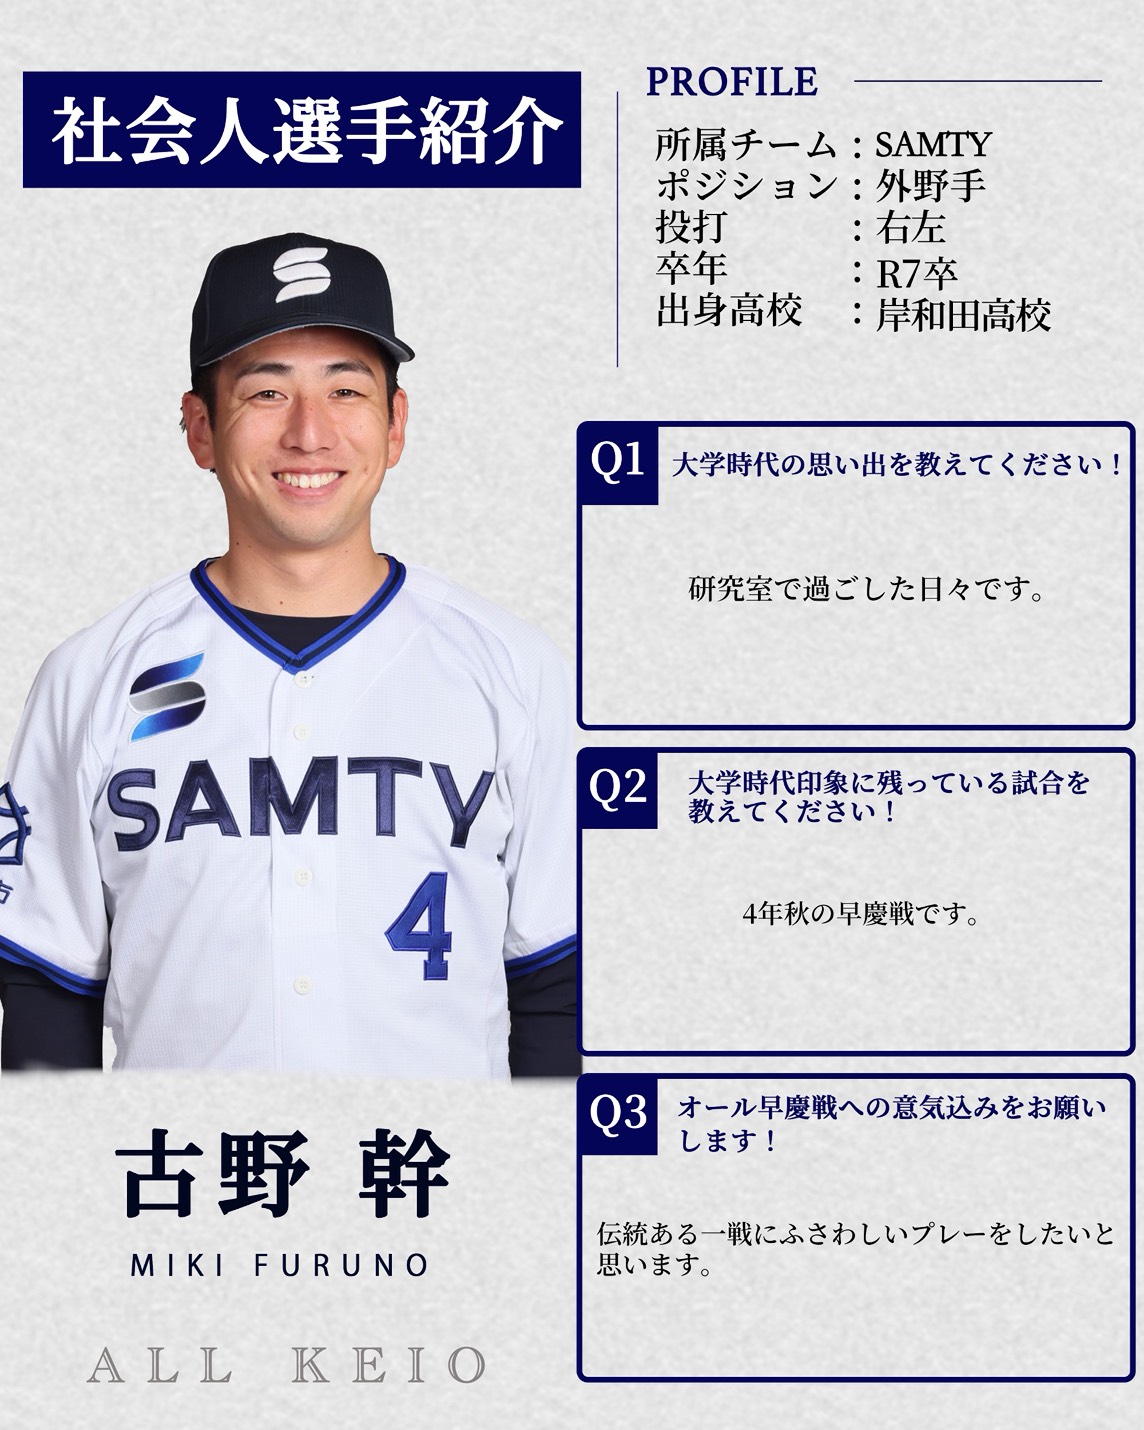 社会人選手紹介
PROFILE
所属チーム：SAMTY
ポジション：外野手
投打：右左
卒年：R7卒
出身高校：岸和田高校
SAMTY
4
古野 幹
MIKI FURUNO
ALL KEIO
Q1 大学時代の思い出を教えてください！
研究室で過ごした日々です。
Q2 大学時代印象に残っている試合を
教えてください！
4年秋の早慶戦です。
Q3 オール早慶戦への意気込みをお願い
します！
伝統ある一戦にふさわしいプレーをしたいと
思います。